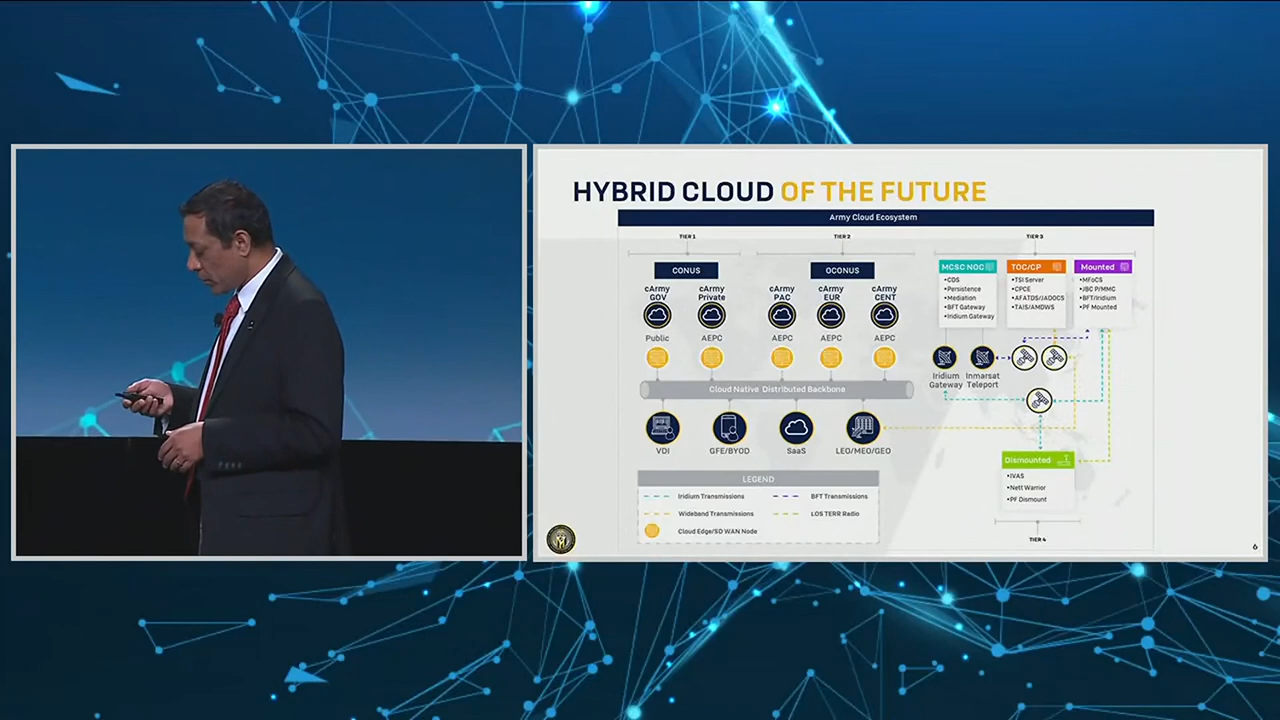 HYBRID CLOUD OF THE FUTURE
Army Cloud Ecosystem
TIER 1
TIER 2
TIER 3
CONUS
OCONUS
MCSC NOC
•CDS
•Persistence
•Mediation
•BFT Gateway
•Iridium Gateway
TOC/CP
•TSI Server
•CPCE
•AFATDS/JADOCS
•TAIS/AMDWS
Mounted
•MFoCS
•JBC P/MMC
•BFT/Iridium
•PF Mounted
cArmy
GOV
cArmy
Private
cArmy
PAC
cArmy
EUR
cArmy
CENT
Public
AEPC
AEPC
AEPC
AEPC
Iridium
Gateway
Inmarsat
Teleport
Cloud Native Distributed Backbone
VDI
GFE/BYOD
SaaS
LEO/MEO/GEO
Dismounted
•IVAS
•Nett Warrior
•PF Dismount
TIER 4
LEGEND
Iridium Transmissions
BFT Transmissions
Wideband Transmissions
LOS TERR Radio
Cloud Edge/SD WAN Node
6